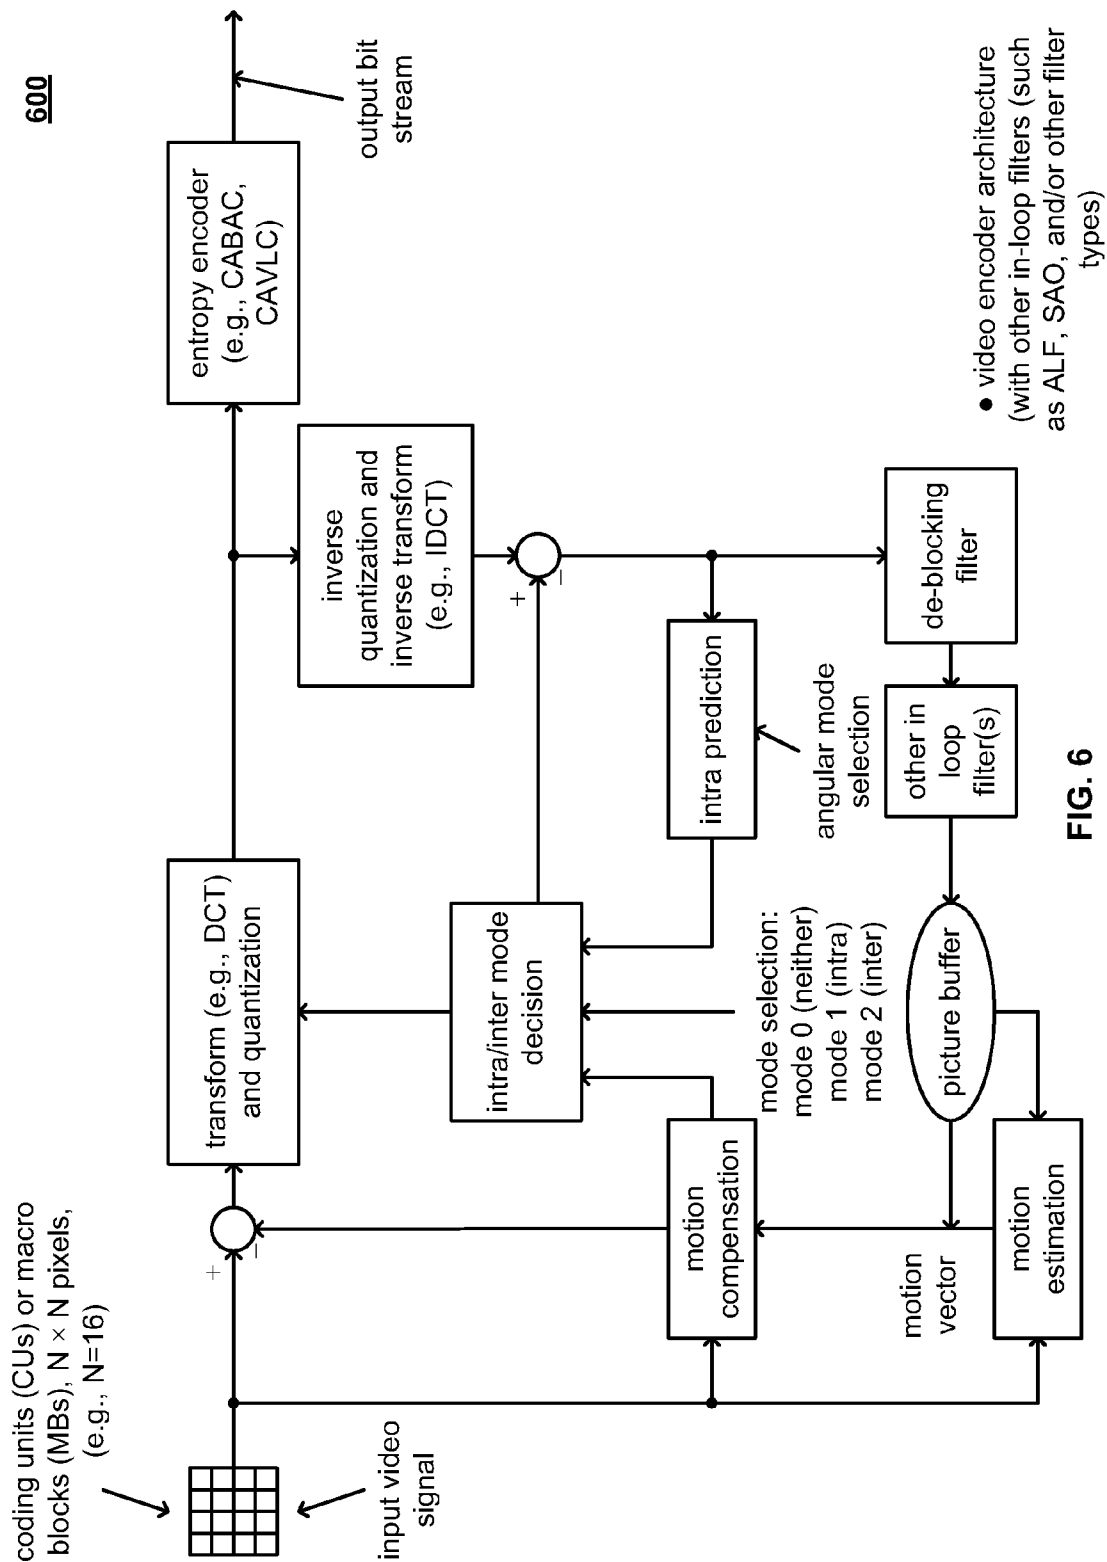 600
coding units (CUs) or macro
blocks (MBs), N × N pixels,
(e.g., N=16)
input video
signal
+
−
transform (e.g., DCT)
and quantization
entropy encoder
(e.g., CABAC,
CAVLC)
output bit
stream
inverse
quantization and
inverse transform
(e.g., IDCT)
+
−
intra/inter mode
decision
motion
compensation
intra prediction
angular mode
selection
mode selection:
mode 0 (neither)
mode 1 (intra)
mode 2 (inter)
motion
vector
picture buffer
other in
loop
filter(s)
de-blocking
filter
motion
estimation
● video encoder architecture
(with other in-loop filters (such
as ALF, SAO, and/or other filter
types)
FIG. 6